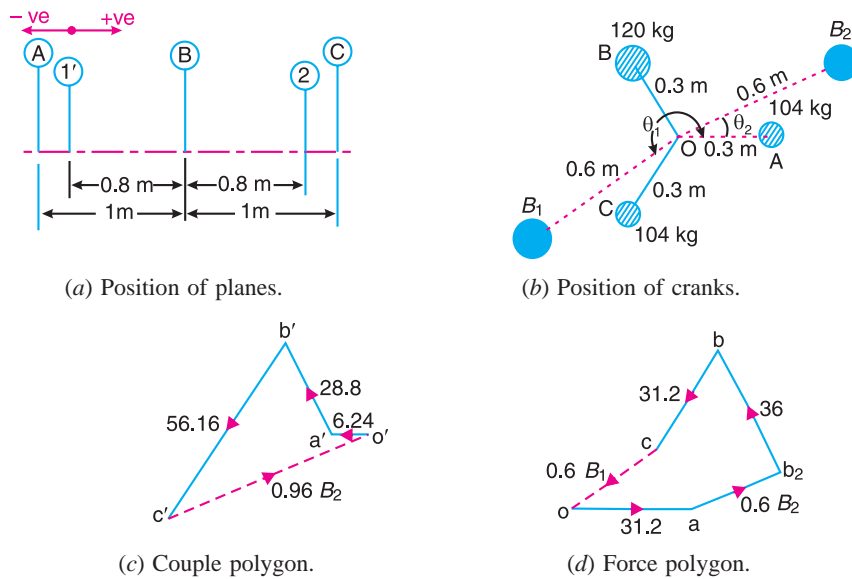 – ve +ve
A 1′ B 2 C
0.8 m 0.8 m
1m 1m
(a) Position of planes.
120 kg
B B2
0.3 m 0.6 m
104 kg
θ1 θ2
O 0.3 m
A
0.6 m
0.3 m
B1 C
104 kg
(b) Position of cranks.
b′
28.8
56.16 6.24
a′ o′
0.96 B2
c′
(c) Couple polygon.
b
31.2
36
c
0.6 B1 b2
0.6 B2
o a
31.2
(d) Force polygon.